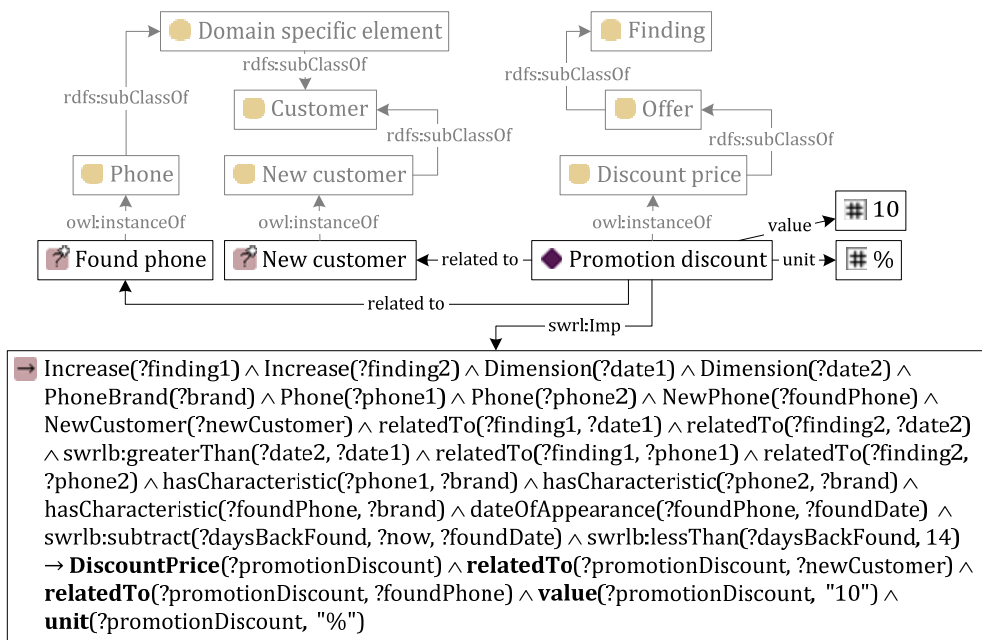 Domain specific element
Finding
rdfs:subClassOf
rdfs:subClassOf
rdfs:subClassOf
Customer
Offer
rdfs:subClassOf
rdfs:subClassOf
Phone
New customer
Discount price
owl:instanceOf
owl:instanceOf
owl:instanceOf
value
# 10
? Found phone
? New customer
related to
Promotion discount
unit
# %
related to
swrl:Imp
→ Increase(?finding1) ∧ Increase(?finding2) ∧ Dimension(?date1) ∧ Dimension(?date2) ∧
PhoneBrand(?brand) ∧ Phone(?phone1) ∧ Phone(?phone2) ∧ NewPhone(?foundPhone) ∧
NewCustomer(?newCustomer) ∧ relatedTo(?finding1, ?date1) ∧ relatedTo(?finding2, ?date2)
∧ swrlb:greaterThan(?date2, ?date1) ∧ relatedTo(?finding1, ?phone1) ∧ relatedTo(?finding2,
?phone2) ∧ hasCharacteristic(?phone1, ?brand) ∧ hasCharacteristic(?phone2, ?brand) ∧
hasCharacteristic(?foundPhone, ?brand) ∧ dateOfAppearance(?foundPhone, ?foundDate) ∧
swrlb:subtract(?daysBackFound, ?now, ?foundDate) ∧ swrlb:lessThan(?daysBackFound, 14)
→ DiscountPrice(?promotionDiscount) ∧ relatedTo(?promotionDiscount, ?newCustomer) ∧
relatedTo(?promotionDiscount, ?foundPhone) ∧ value(?promotionDiscount, "10") ∧
unit(?promotionDiscount, "%")